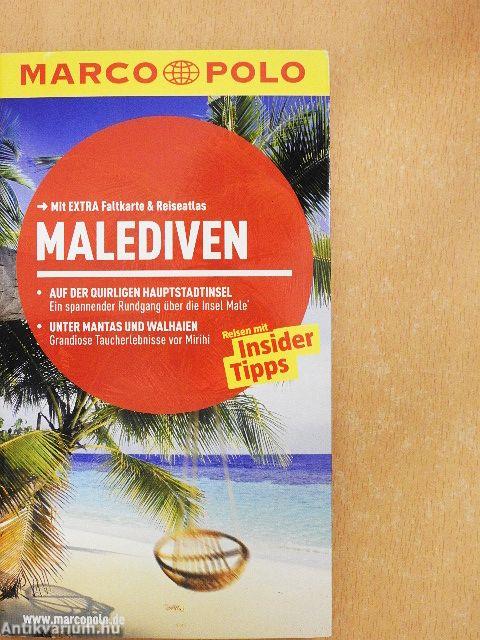 MARCO POLO
→ Mit EXTRA Faltkarte & Reiseatlas
MALEDIVEN
• AUF DER QUIRLIGEN HAUPTSTADTINSEL
Ein spannender Rundgang über die Insel Male'
• UNTER MANTAS UND WALHAIEN
Grandiose Taucherlebnisse vor Mirihi
Reisen mit
Insider
Tipps
www.marcopolo.de
Antikvarium.hu